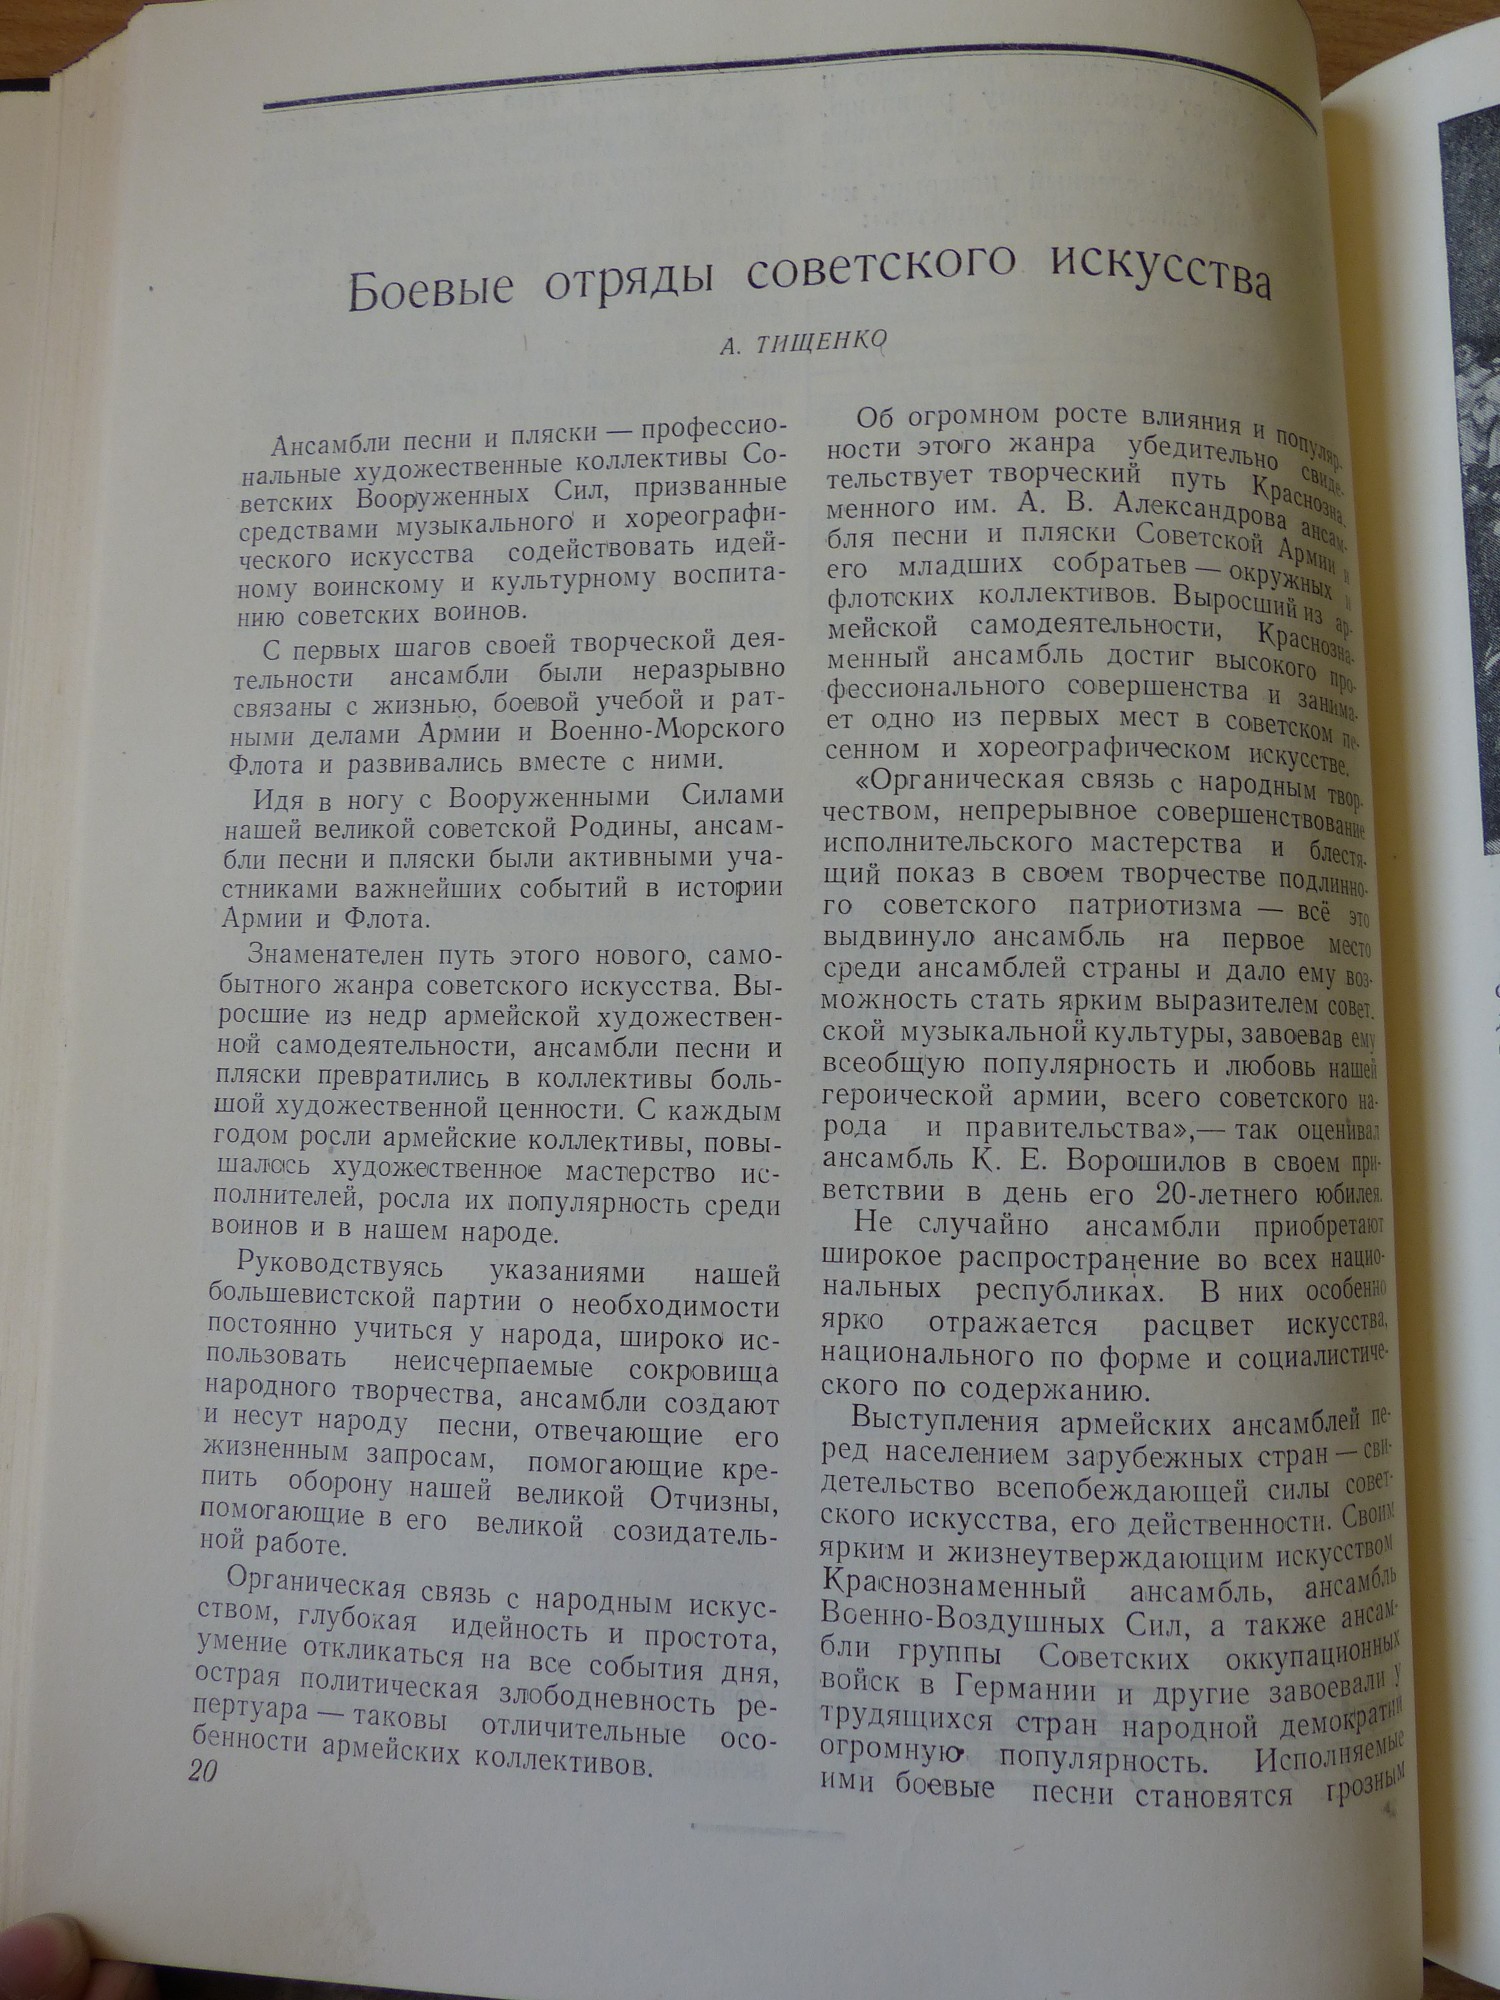 Боевые отряды советского искусства
А. ТИЩЕНКО
Ансамбли песни и пляски — профессио-
нальные художественные коллективы Со-
ветских Вооруженных Сил, призванные
средствами музыкального и хореографи-
ческого искусства содействовать идей-
ному воинскому и культурному воспита-
нию советских воинов.
С первых шагов своей творческой дея-
тельности ансамбли были неразрывно
связаны с жизнью, боевой учебой и рат-
ными делами Армии и Военно-Морского
Флота и развивались вместе с ними.
Идя в ногу с Вооруженными Силами
нашей великой советской Родины, ансам-
бли песни и пляски были активными уча-
стниками важнейших событий в истории
Армии и Флота.
Знаменателен путь этого нового, само-
бытного жанра советского искусства. Вы-
росшие из недр армейской художествен-
ной самодеятельности, ансамбли песни и
пляски превратились в коллективы боль-
шой художественной ценности. С каждым
годом росли армейские коллективы, повы-
шалось художественное мастерство ис-
полнителей, росла их популярность среди
воинов и в нашем народе.
Руководствуясь указаниями нашей
большевистской партии о необходимости
постоянно учиться у народа, широко ис-
пользовать неисчерпаемые сокровища
народного творчества, ансамбли создают
и несут народу песни, отвечающие его
жизненным запросам, помогающие кре-
пить оборону нашей великой Отчизны,
помогающие в его великой созидатель-
ной работе.
Органическая связь с народным искус-
ством, глубокая идейность и простота,
умение откликаться на все события дня,
острая политическая злободневность ре-
пертуара — таковы отличительные осо-
бенности армейских коллективов.
20
Об огромном росте влияния и популяр-
ности этого жанра убедительно свиде-
тельствует творческий путь Краснозна-
менного им. А. В. Александрова ансам-
бля песни и пляски Советской Армии и
его младших собратьев — окружных и
флотских коллективов. Выросший из ар-
мейской самодеятельности, Краснозна-
менный ансамбль достиг высокого про-
фессионального совершенства и занима-
ет одно из первых мест в советском пе-
сенном и хореографическом искусстве.
«Органическая связь с народным твор-
чеством, непрерывное совершенствование
исполнительского мастерства и блестя-
щий показ в своем творчестве подлинно-
го советского патриотизма — всё это
выдвинуло ансамбль на первое место
среди ансамблей страны и дало ему воз-
можность стать ярким выразителем совет-
ской музыкальной культуры, завоевав ему
всеобщую популярность и любовь нашей
героической армии, всего советского на-
рода и правительства»,— так оценивал
ансамбль К. Е. Ворошилов в своем при-
ветствии в день его 20-летнего юбилея.
Не случайно ансамбли приобретают
широкое распространение во всех нацио-
нальных республиках. В них особенно
ярко отражается расцвет искусства,
национального по форме и социалистиче-
ского по содержанию.
Выступления армейских ансамблей пе-
ред населением зарубежных стран — сви-
детельство всепобеждающей силы совет-
ского искусства, его действенности. Своим
ярким и жизнеутверждающим искусством
Краснознаменный ансамбль, ансамбль
Военно-Воздушных Сил, а также ансам-
бли группы Советских оккупационных
войск в Германии и другие завоевали у
трудящихся стран народной демократии
огромную популярность. Исполняемые
ими боевые песни становятся грозным